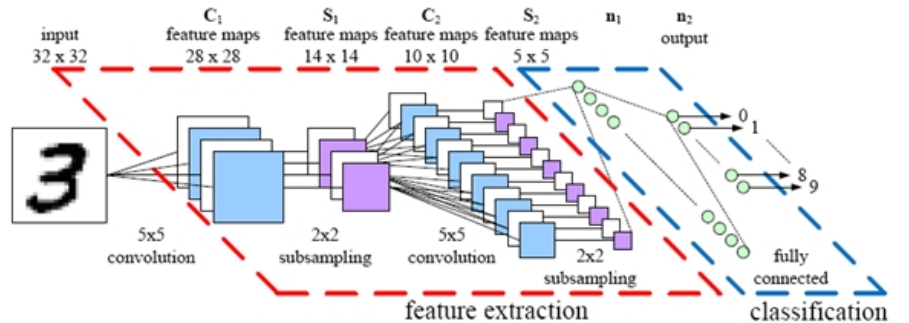 input
32 x 32
C1
feature maps
28 x 28
S1
feature maps
14 x 14
C2
feature maps
10 x 10
S2
feature maps
5 x 5
n1
n2
output
3
0
1
8
9
5x5
convolution
2x2
subsampling
5x5
convolution
2x2
subsampling
fully
connected
feature extraction
classification